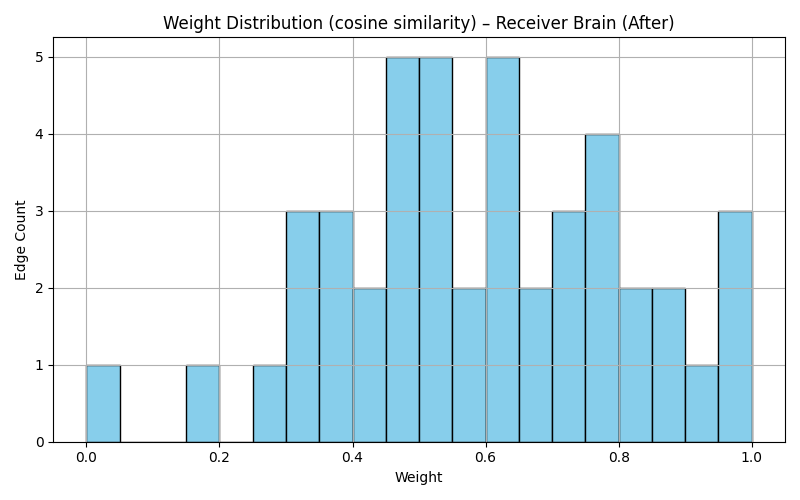 Weight Distribution (cosine similarity) – Receiver Brain (After)
5
4
3
2
1
0
Edge Count
0.0 0.2 0.4 0.6 0.8 1.0
Weight